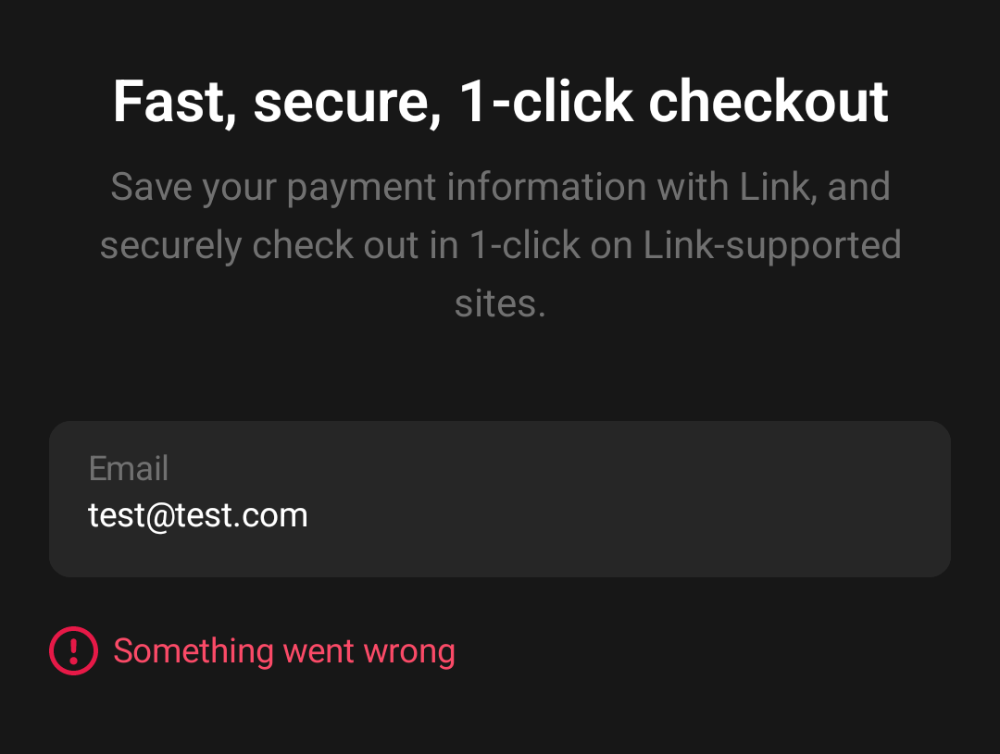 Fast, secure, 1-click checkout
Save your payment information with Link, and
securely check out in 1-click on Link-supported
sites.
Email
test@test.com
Something went wrong